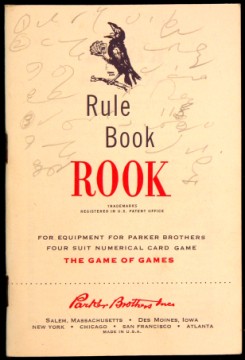 Rule
Book
ROOK
TRADEMARKS
REGISTERED IN U.S. PATENT OFFICE
FOR EQUIPMENT FOR PARKER BROTHERS
FOUR SUIT NUMERICAL CARD GAME
THE GAME OF GAMES
Parker Brothers Inc
SALEM, MASSACHUSETTS • DES MOINES, IOWA
NEW YORK • CHICAGO • SAN FRANCISCO • ATLANTA
MADE IN U.S.A.